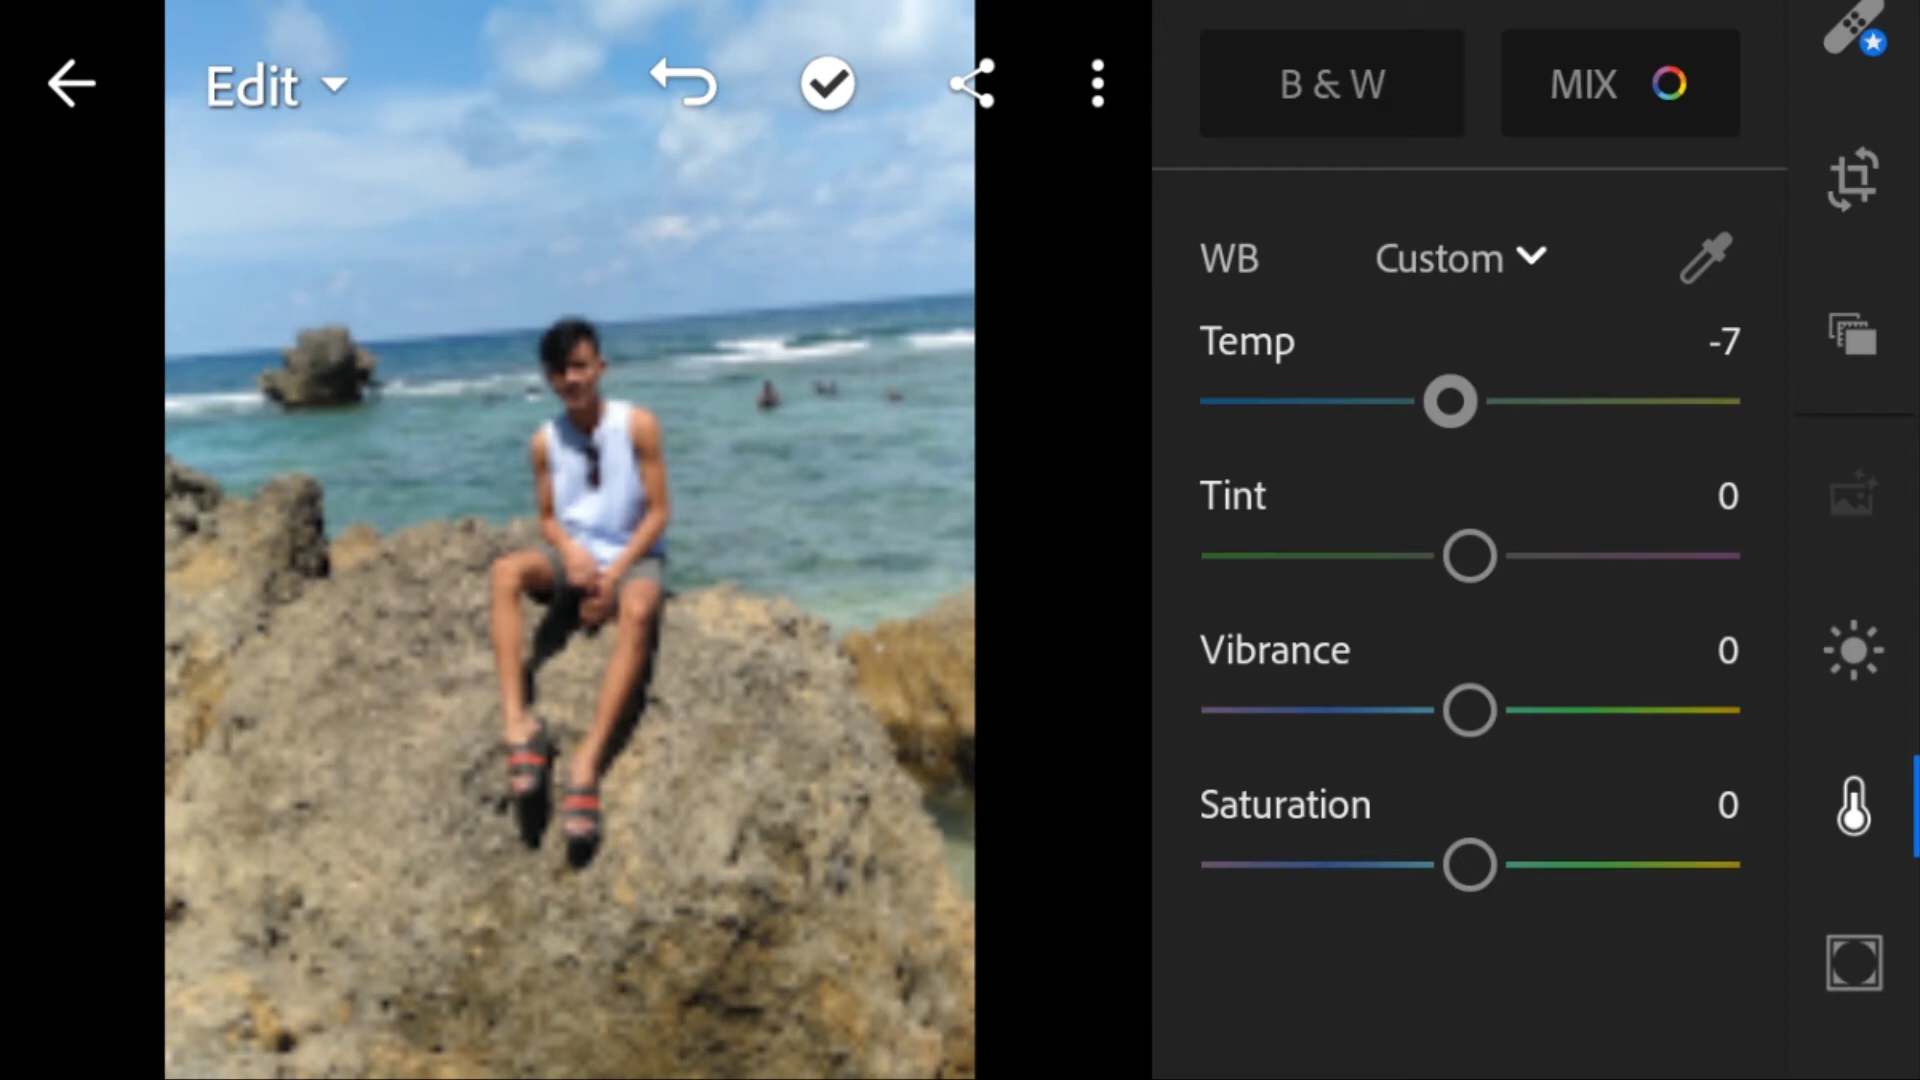 Edit
B & W
MIX
WB Custom
Temp -7
Tint 0
Vibrance 0
Saturation 0